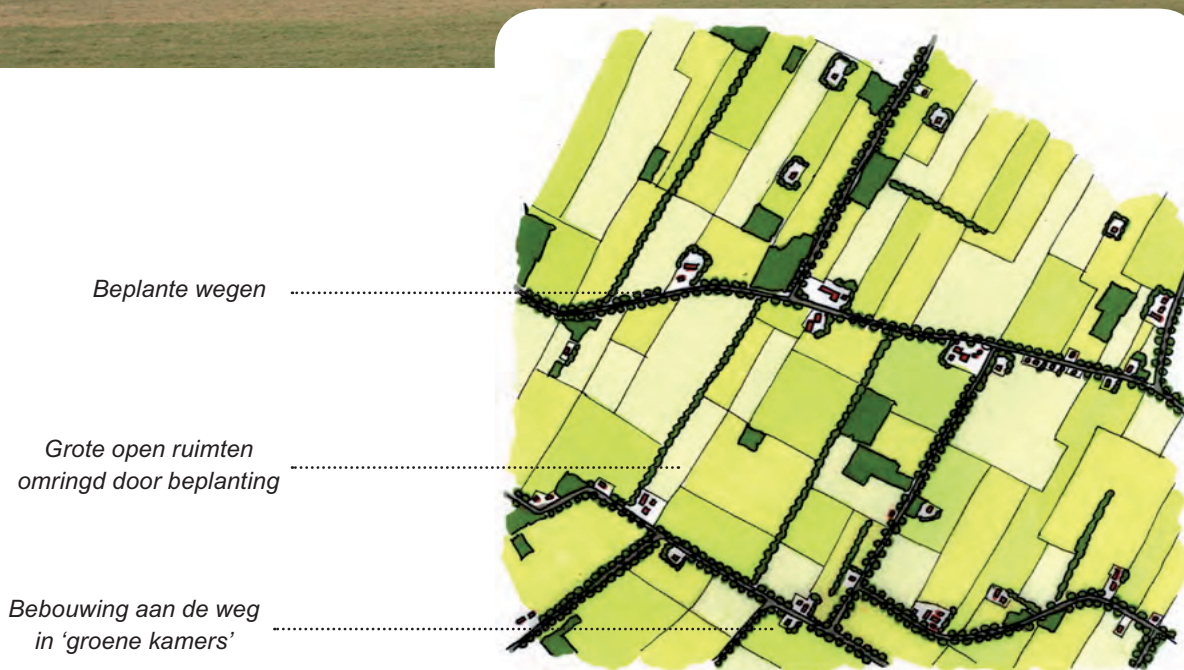 Beplante wegen
Grote open ruimten
omringd door beplanting
Bebouwing aan de weg
in ‘groene kamers’